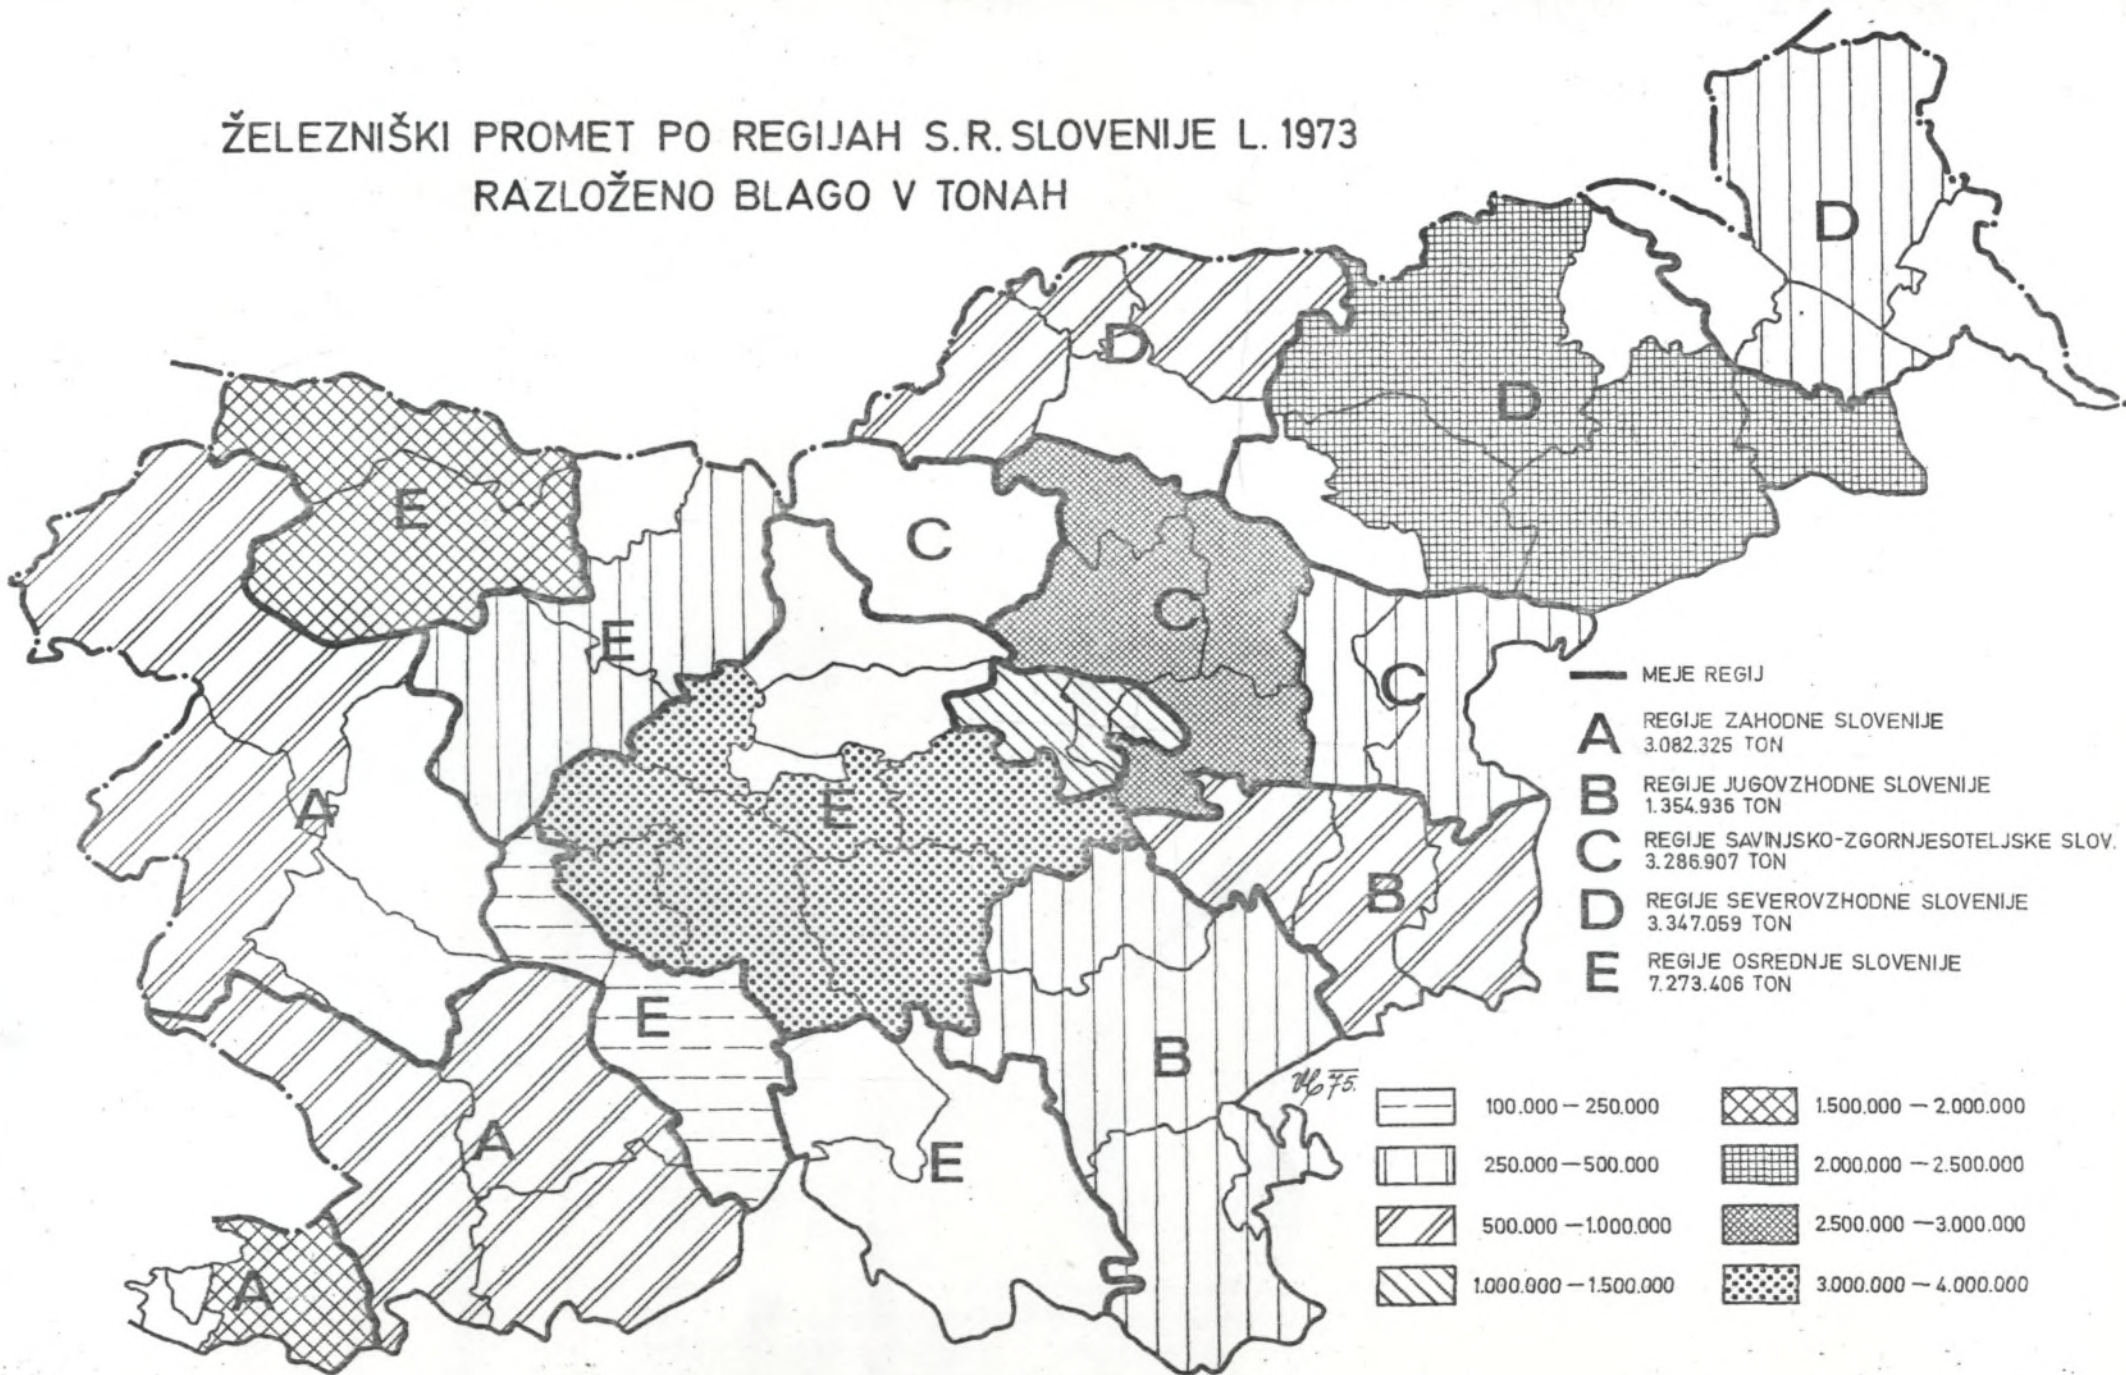 ŽELEZNIŠKI PROMET PO REGIJAH S.R. SLOVENIJE L. 1973
RAZLOŽENO BLAGO V TONAH
D
D
D
E
C
E
C
C
A
E
B
E
B
A
E
A
MEJE REGIJ
A REGIJE ZAHODNE SLOVENIJE
3.082.325 TON
B REGIJE JUGOVZHODNE SLOVENIJE
1.354.936 TON
C REGIJE SAVINJSKO-ZGORNJESOTELJSKE SLOV.
3.286.907 TON
D REGIJE SEVEROVZHODNE SLOVENIJE
3.347.059 TON
E REGIJE OSREDNJE SLOVENIJE
7.273.406 TON
75.
100.000 — 250.000
250.000 — 500.000
500.000 — 1.000.000
1.000.000 — 1.500.000
1.500.000 — 2.000.000
2.000.000 — 2.500.000
2.500.000 — 3.000.000
3.000.000 — 4.000.000